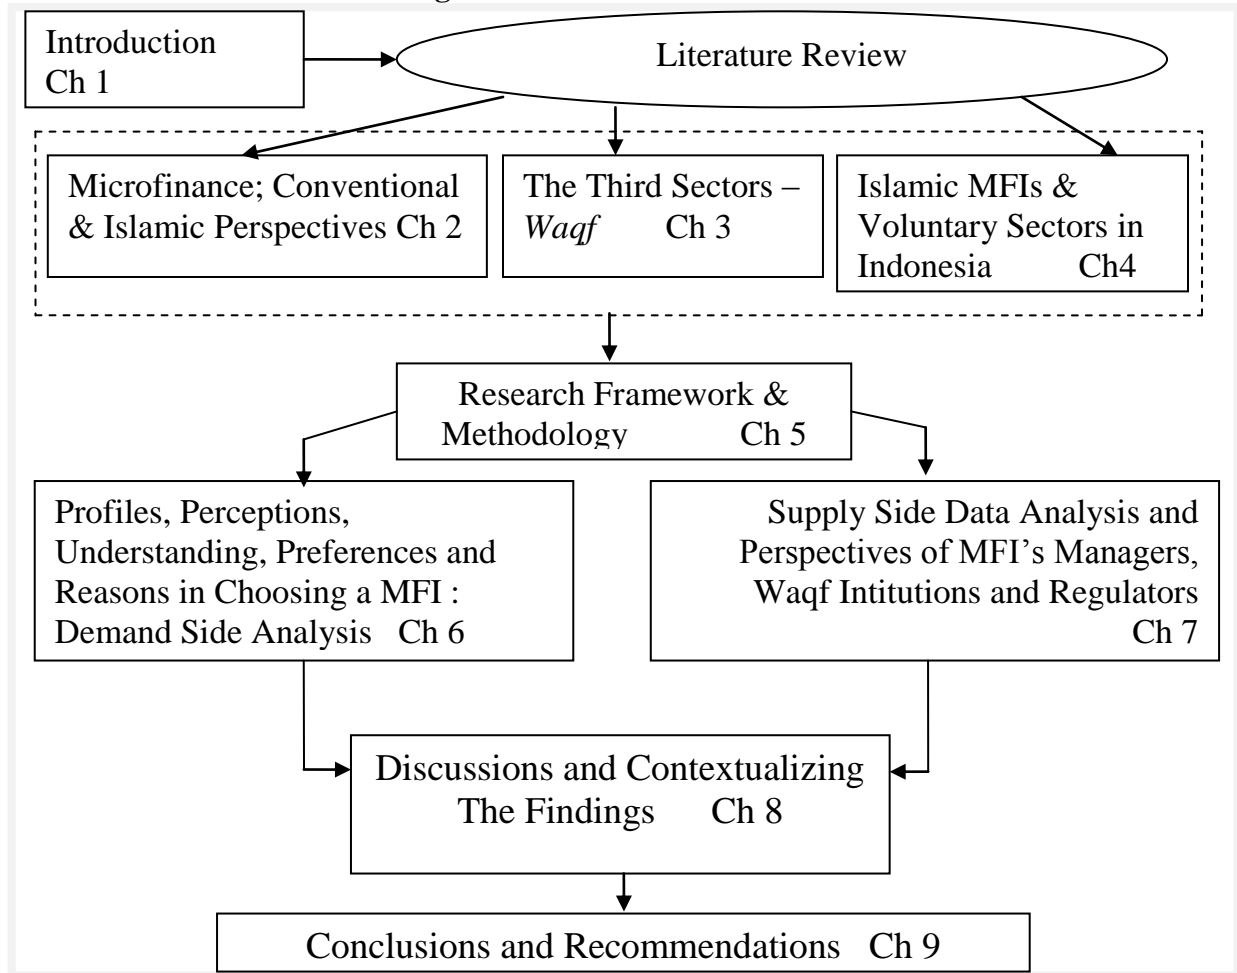 Introduction
Ch 1
Literature Review
Microfinance; Conventional
& Islamic Perspectives Ch 2
The Third Sectors –
Waqf Ch 3
Islamic MFIs &
Voluntary Sectors in
Indonesia Ch4
Research Framework &
Methodology Ch 5
Profiles, Perceptions,
Understanding, Preferences and
Reasons in Choosing a MFI :
Demand Side Analysis Ch 6
Supply Side Data Analysis and
Perspectives of MFI’s Managers,
Waqf Intitutions and Regulators
Ch 7
Discussions and Contextualizing
The Findings Ch 8
Conclusions and Recommendations Ch 9